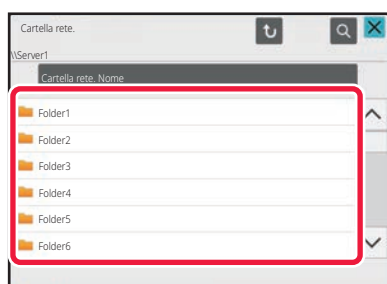 Cartella rete.
\\Server1
Cartella rete. Nome
Folder1
Folder2
Folder3
Folder4
Folder5
Folder6